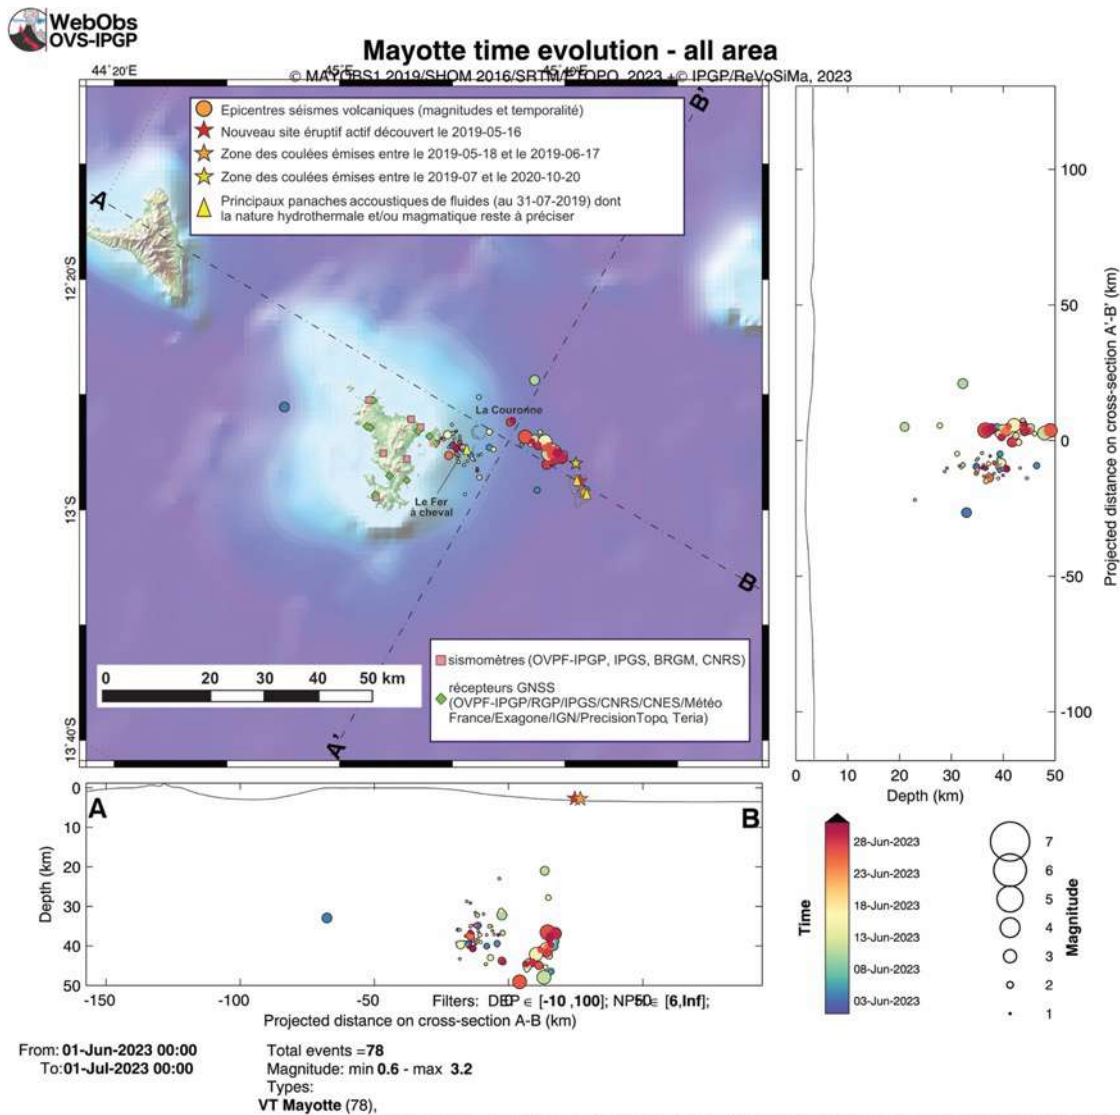 WebObs
OVS-IPGP
Mayotte time evolution - all area
© MAYOBS1 2019/SHOM 2016/SRTM/ETOPO 2023 +© IPGP/ReVoSiMa, 2023
44˚20'E
45˚E
45˚40'E
Epicentres séismes volcaniques (magnitudes et temporalité)
Nouveau site éruptif actif découvert le 2019-05-16
Zone des coulées émises entre le 2019-05-18 et le 2019-06-17
Zone des coulées émises entre le 2019-07 et le 2020-10-20
Principaux panaches accoustiques de fluides (au 31-07-2019) dont
la nature hydrothermale et/ou magmatique reste à préciser
A
B'
12˚20'S
13˚S
13˚40'S
La Couronne
Le Fer
à cheval
B
A'
0 20 30 40 50 km
sismomètres (OVPF-IPGP, IPGS, BRGM, CNRS)
récepteurs GNSS
(OVPF-IPGP/RGP/IPGS/CNRS/CNES/Météo
France/Exagone/IGN/PrecisionTopo, Teria)
100
50
0
-50
-100
Projected distance on cross-section A'-B' (km)
0 10 20 30 40 50
Depth (km)
A
B
0
10
20
30
40
50
Depth (km)
-150 -100 -50 0 50
Filters: DEP ∈ [-10 ,100]; NPH ∈ [6,Inf];
Projected distance on cross-section A-B (km)
Time
28-Jun-2023
23-Jun-2023
18-Jun-2023
13-Jun-2023
08-Jun-2023
03-Jun-2023
7
6
5
4
3
2
1
Magnitude
From: 01-Jun-2023 00:00
To:01-Jul-2023 00:00
Total events =78
Magnitude: min 0.6 - max 3.2
Types:
VT Mayotte (78),